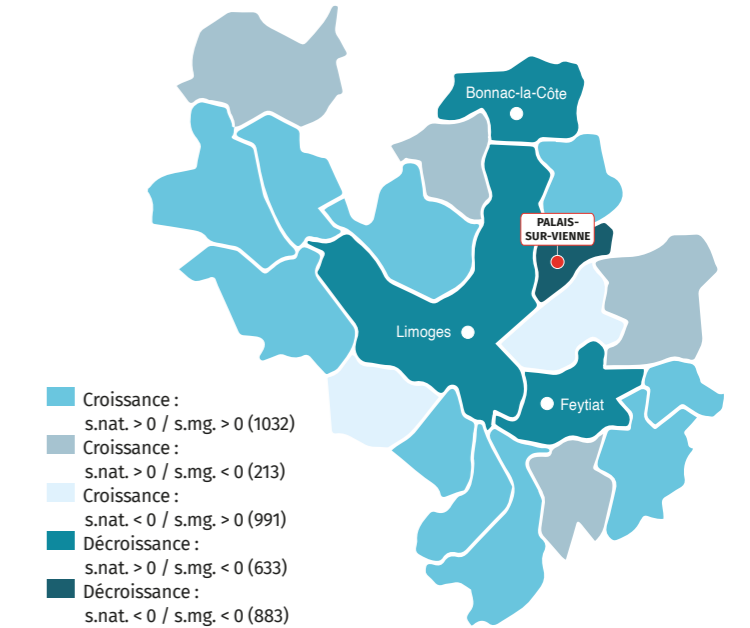 Bonnac-la-Côte
PALAIS-
SUR-VIENNE
Limoges
Feytiat
Croissance :
s.nat. > 0 / s.mg. > 0 (1032)
Croissance :
s.nat. > 0 / s.mg. < 0 (213)
Croissance :
s.nat. < 0 / s.mg. > 0 (991)
Décroissance :
s.nat. > 0 / s.mg. < 0 (633)
Décroissance :
s.nat. < 0 / s.mg. < 0 (883)